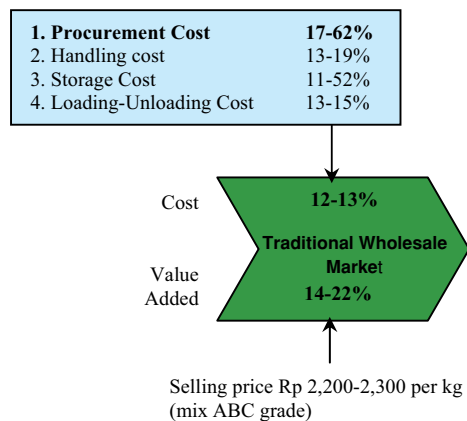 1. Procurement Cost 17-62%
2. Handling cost 13-19%
3. Storage Cost 11-52%
4. Loading-Unloading Cost 13-15%
Cost 12-13%
Traditional Wholesale
Market
Value
Added 14-22%
Selling price Rp 2,200-2,300 per kg
(mix ABC grade)